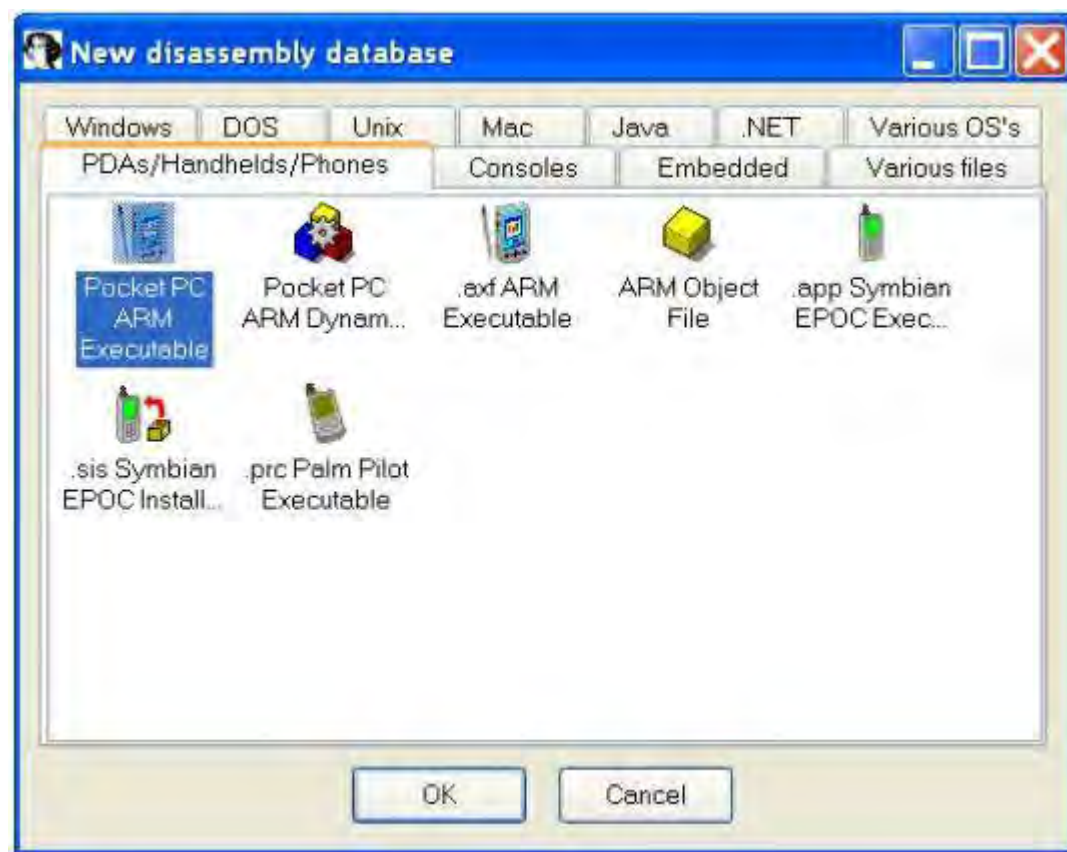 New disassembly database
Windows DOS Unix Mac Java .NET Various OS's
PDAs/Handhelds/Phones Consoles Embedded Various files
Pocket PC
ARM
Executable
Pocket PC
ARM Dynam...
.axf ARM
Executable
ARM Object
File
.app Symbian
EPOC Exec...
.sis Symbian
EPOC Install...
.prc Palm Pilot
Executable
OK Cancel